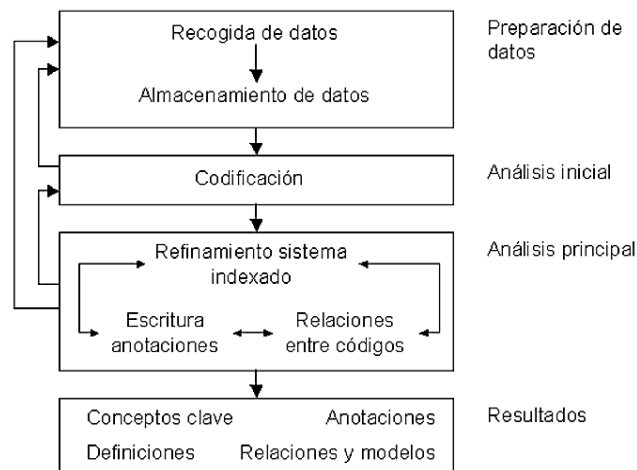 Recogida de datos
Preparación de
datos
Almacenamiento de datos
Codificación
Análisis inicial
Refinamiento sistema
indexado
Análisis principal
Escritura
anotaciones
Relaciones
entre códigos
Conceptos clave
Anotaciones
Resultados
Definiciones
Relaciones y modelos